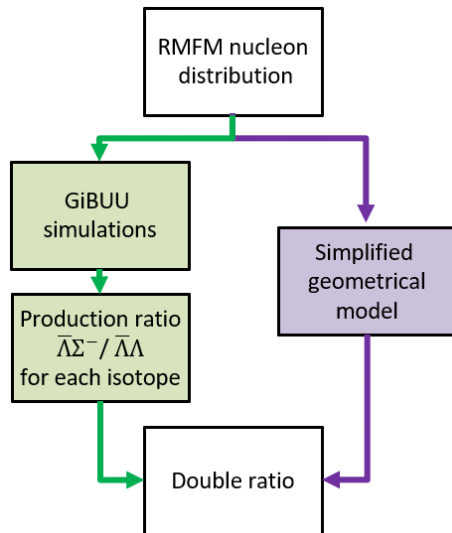 RMFM nucleon
distribution
GiBUU
simulations
Simplified
geometrical
model
Production ratio
Λ̅Σ⁻/ Λ̅Λ
for each isotope
Double ratio